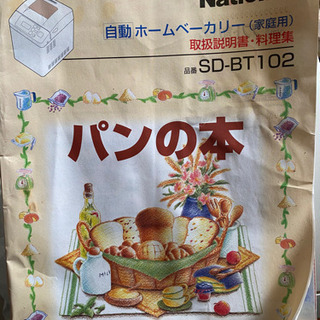 Natio
自動ホームベーカリー(家庭用)
取扱説明書・料理集
品番 SD-BT102
パンの本